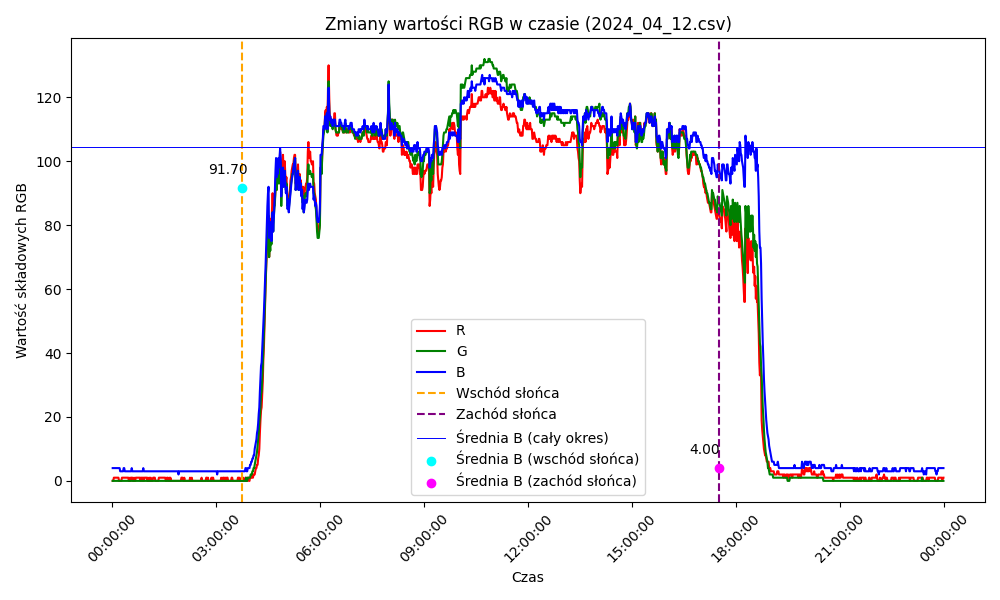 Zmiany wartości RGB w czasie (2024_04_12.csv)
Wartość składowych RGB
120
100
80
60
40
20
0
91.70
4.00
R
G
B
Wschód słońca
Zachód słońca
Średnia B (cały okres)
Średnia B (wschód słońca)
Średnia B (zachód słońca)
00:00:00
03:00:00
06:00:00
09:00:00
12:00:00
15:00:00
18:00:00
21:00:00
00:00:00
Czas